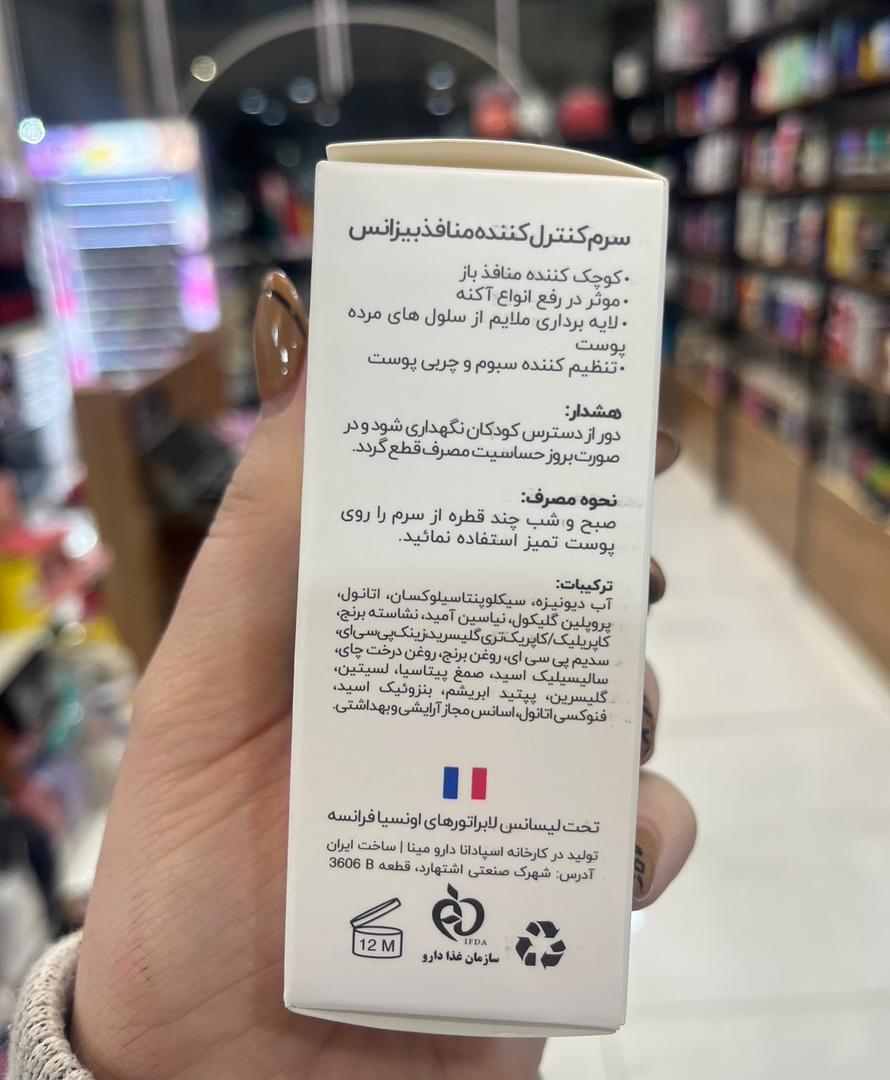 سرم کنترل کننده منافذ بیزانس
• کوچک کننده منافذ باز
• موثر در رفع انواع آکنه
• لایه برداری ملایم از سلول های مرده
پوست
• تنظیم کننده سبوم و چربی پوست
هشدار:
دور از دسترس کودکان نگهداری شود و در
صورت بروز حساسیت مصرف قطع گردد.
نحوه مصرف:
صبح و شب چند قطره از سرم را روی
پوست تمیز استفاده نمائید.
ترکیبات:
آب دیونیزه، سیکلوپنتاسیلوکسان، اتانول،
پروپلین گلیکول، نیاسین آمید، نشاسته برنج،
کاپریلیک/کاپریک‌تری‌گلیسرید،زینک‌پی‌سی‌ای،
سدیم پی سی ای، روغن برنج، روغن درخت چای،
سالیسیلیک اسید، صمغ پیتاسیا، لسیتین،
گلیسرین، پپتید ابریشم، بنزوئیک اسید،
فنوکسی اتانول، اسانس مجاز آرایشی و بهداشتی.
تحت لیسانس لابراتورهای اونسیا فرانسه
تولید در کارخانه اسپادانا دارو مینا | ساخت ایران
آدرس: شهرک صنعتی اشتهارد، قطعه 3606 B
12 M
IFDA
سازمان غذا دارو